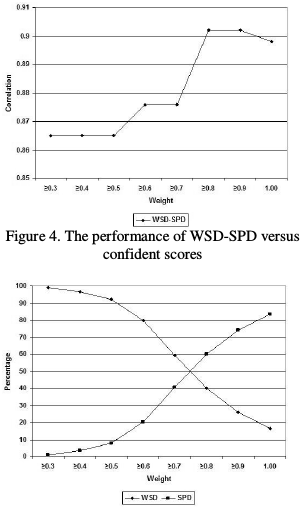 0.91
0.9
0.89
0.88
0.87
0.86
0.85
Correlation
≥0.3 ≥0.4 ≥0.5 ≥0.6 ≥0.7 ≥0.8 ≥0.9 1.00
Weight
WSD-SPD
Figure 4. The performance of WSD-SPD versus
confident scores
100
90
80
70
60
50
40
30
20
10
0
Percentage
≥0.3 ≥0.4 ≥0.5 ≥0.6 ≥0.7 ≥0.8 ≥0.9 1.00
Weight
WSD SPD